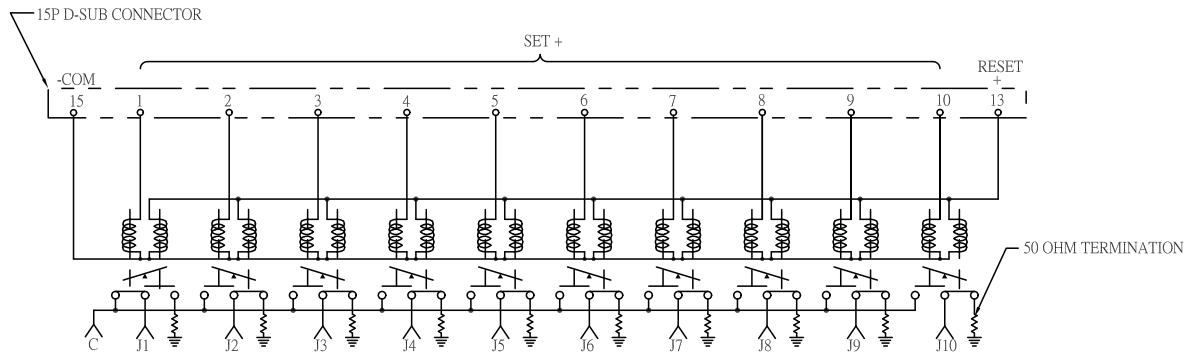 15P D-SUB CONNECTOR
SET +
-COM
RESET
+
15 1 2 3 4 5 6 7 8 9 10 13
50 OHM TERMINATION
C J1 J2 J3 J4 J5 J6 J7 J8 J9 J10